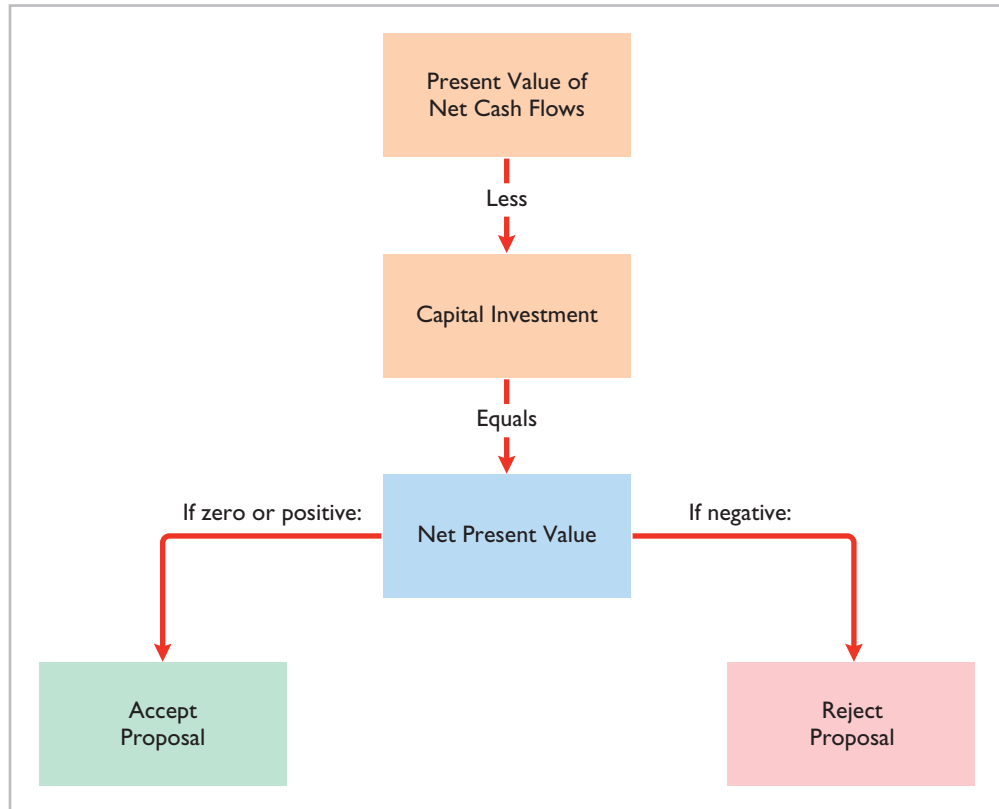 Present Value of
Net Cash Flows
Less
Capital Investment
Equals
If zero or positive:
Net Present Value
If negative:
Accept
Proposal
Reject
Proposal